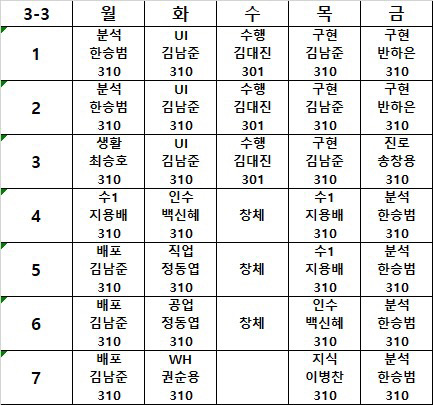 3-3 월 화 수 목 금
분석 UI 수행 구현 구현
1 한승범 김남준 김대진 김남준 반하은
310 310 301 310 310
분석 UI 수행 구현 구현
2 한승범 김남준 김대진 김남준 반하은
310 310 301 310 310
생활 UI 수행 구현 진로
3 최승호 김남준 김대진 김남준 송창용
310 310 301 310 310
수1 인수 수1 분석
4 지용배 백신혜 창체 지용배 한승범
310 310 310 310
배포 직업 수1 분석
5 김남준 정동엽 창체 지용배 한승범
310 310 310 310
배포 공업 인수 분석
6 김남준 정동엽 창체 백신혜 한승범
310 310 310 310
배포 WH 지식 분석
7 김남준 권순용 이병찬 한승범
310 310 310 310